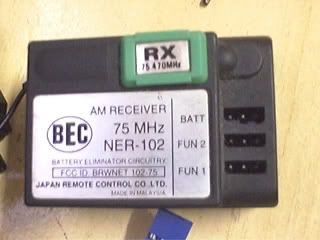 RX
75.470MHz
AM RECEIVER
BEC
75 MHz
NER-102
BATTERY ELIMINATOR CIRCUITRY
FCC ID BRWNET 102-75
JAPAN REMOTE CONTROL CO., LTD.
MADE IN MALAYSIA
BATT
FUN 2
FUN 1